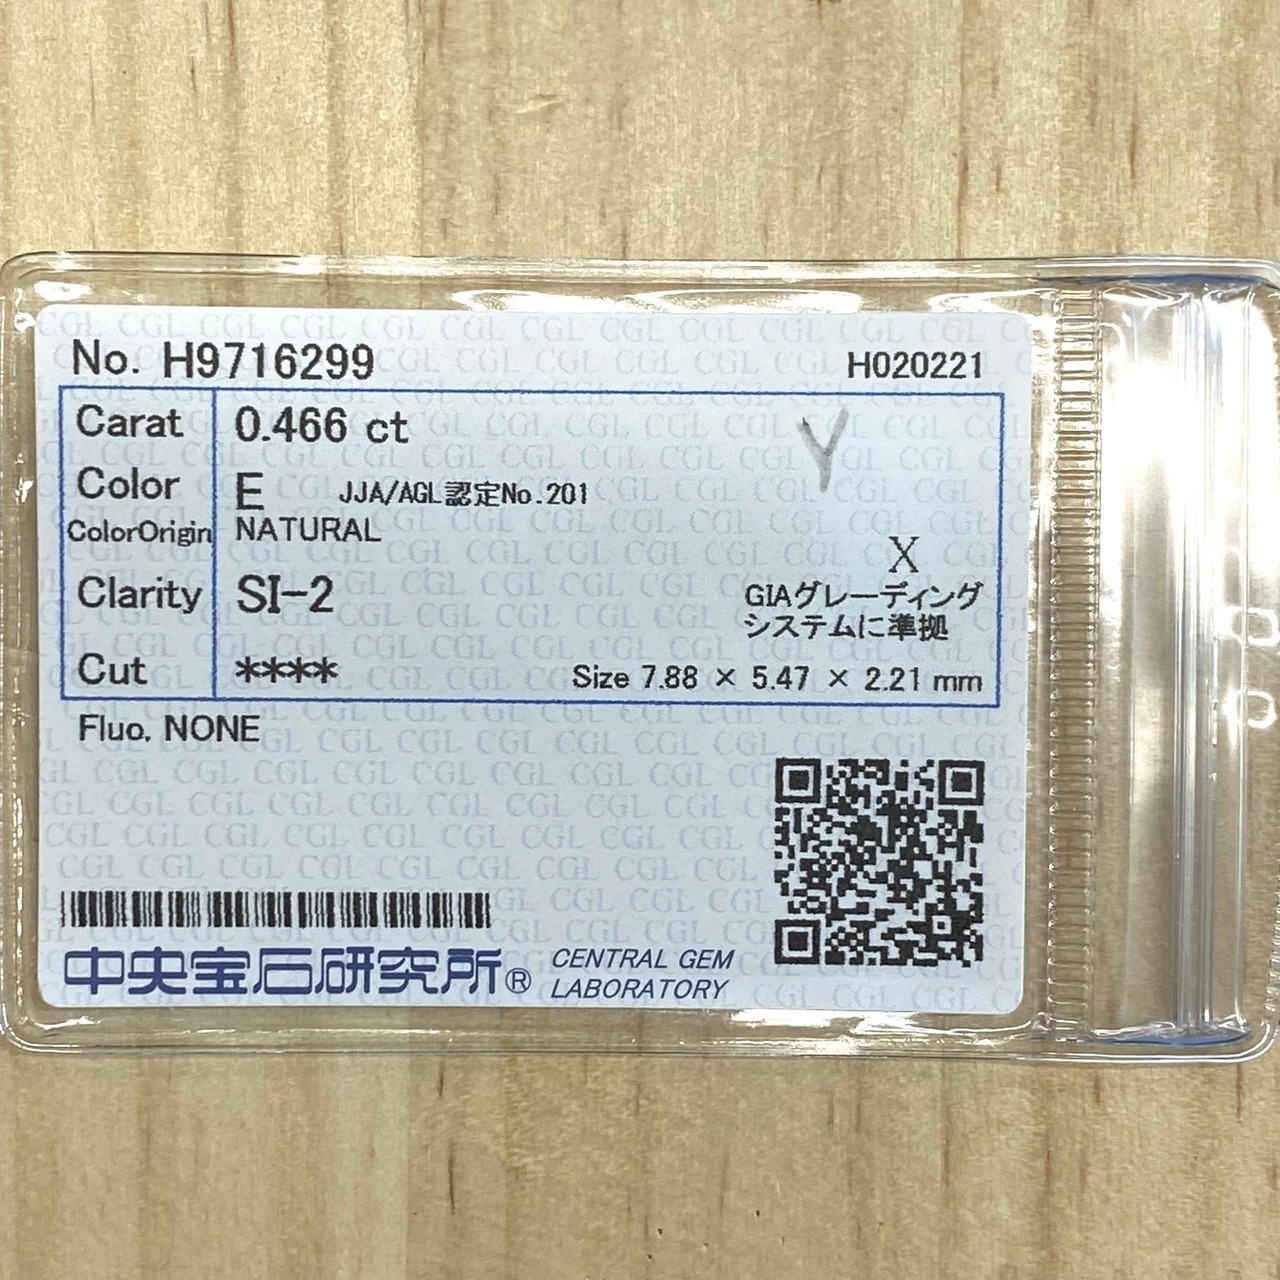 No. H9716299 H020221
Carat 0.466 ct
Y
Color E JJA/AGL認定No.201
ColorOrigin NATURAL
X
Clarity SI-2 GIAグレーディング
システムに準拠
Cut **** Size 7.88 × 5.47 × 2.21 mm
Fluo. NONE
中央宝石研究所® CENTRAL GEM
LABORATORY